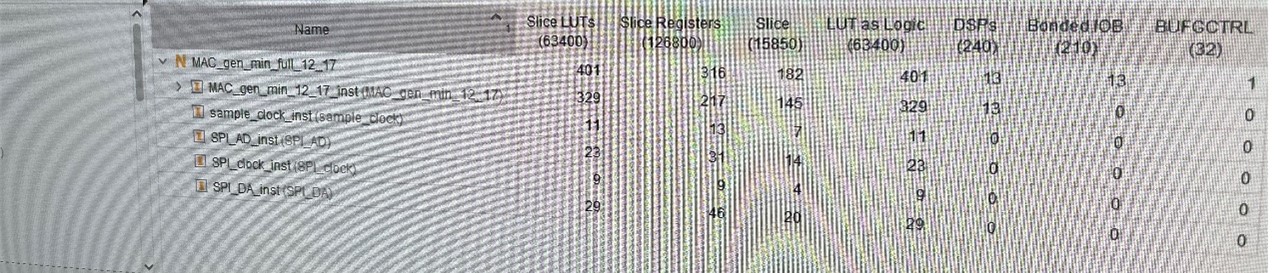 Name 1 Slice LUTs (63400) Slice Registers (126800) Slice (15850) LUT as Logic (63400) DSPs (240) Bonded IOB (210) BUFGCTRL (32)
N MAC_gen_min_full_12_17 401 316 182 401 13 13 1
I MAC_gen_min_12_17_inst (MAC_gen_min_12_17) 329 217 145 329 13 0 0
I sample_clock_inst (sample_clock) 11 13 7 11 0 0 0
I SPI_AD_inst (SPI_AD) 23 31 14 23 0 0 0
I SPI_clock_inst (SPI_clock) 9 9 4 9 0 0 0
I SPI_DA_inst (SPI_DA) 29 46 20 29 0 0 0